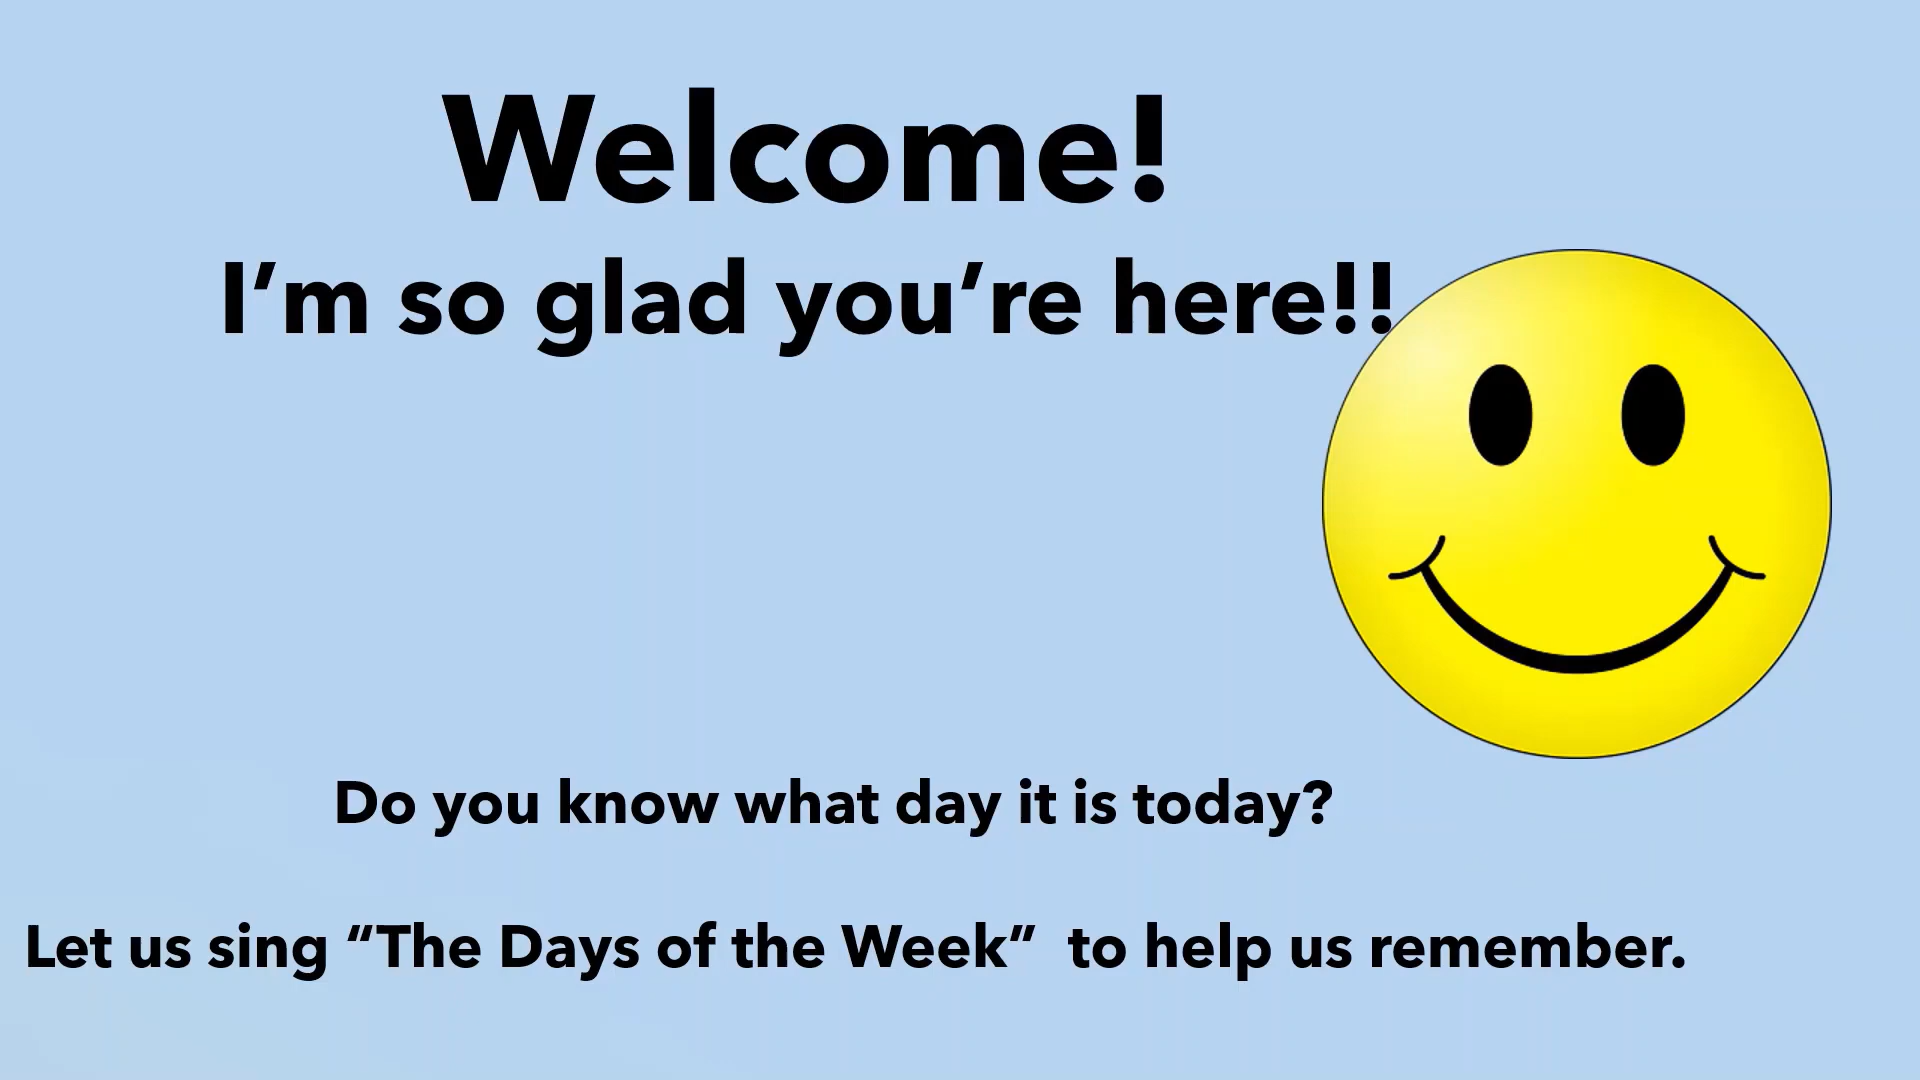 Welcome!
I’m so glad you’re here!!
Do you know what day it is today?
Let us sing “The Days of the Week”  to help us remember.